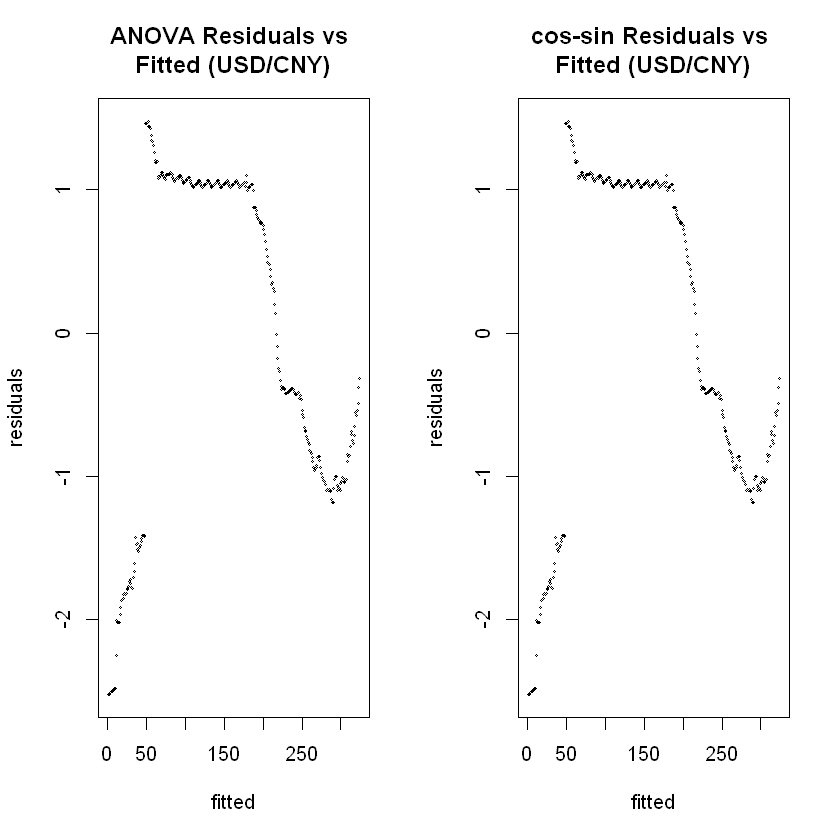 ANOVA Residuals vs
Fitted (USD/CNY)
residuals
1
0
-1
-2
0
50
150
250
fitted
cos-sin Residuals vs
Fitted (USD/CNY)
residuals
1
0
-1
-2
0
50
150
250
fitted